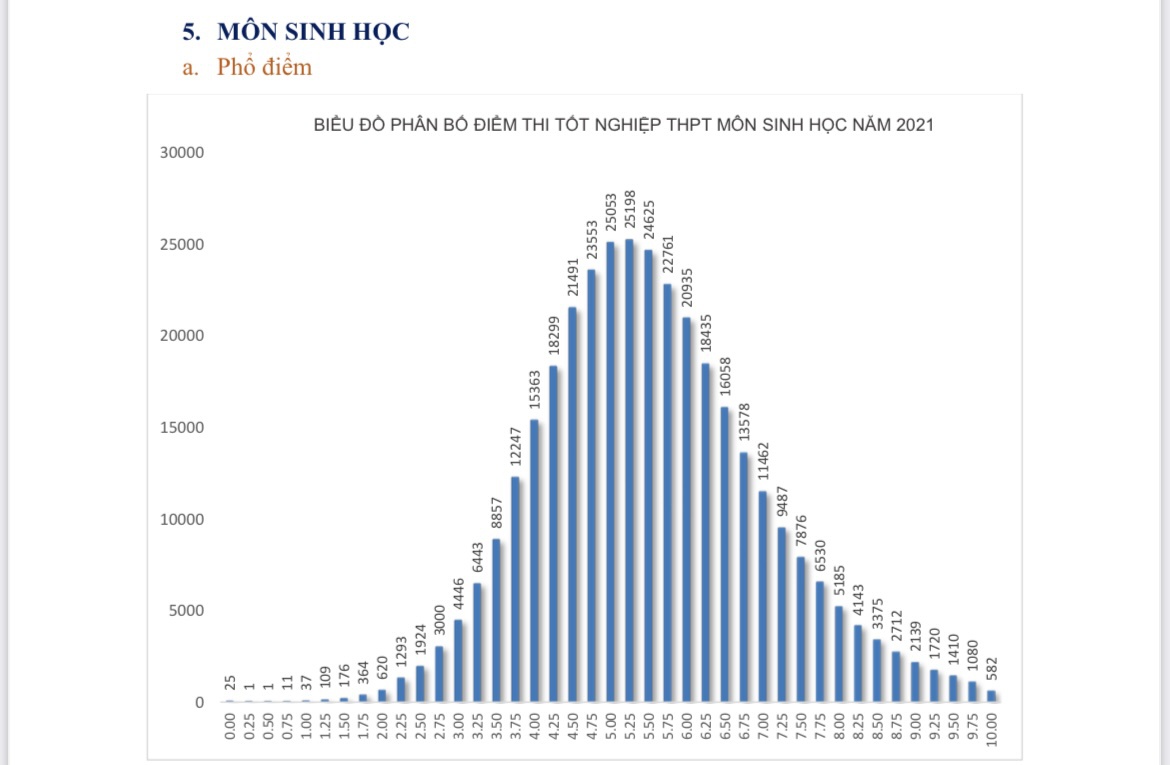 5. MÔN SINH HỌC
a. Phổ điểm
BIỂU ĐỒ PHÂN BỐ ĐIỂM THI TỐT NGHIỆP THPT MÔN SINH HỌC NĂM 2021
30000
25000
20000
15000
10000
5000
0
25 1 1 11 37 109 176 364 620 1293 1924 3000 4446 6443 8857 12247 15363 18299 21491 23553 25053 25198 24625 22761 20935 18435 16058 13578 11462 9487 7876 6530 5185 4143 3375 2712 2139 1720 1410 1080 582
0.00 0.25 0.50 0.75 1.00 1.25 1.50 1.75 2.00 2.25 2.50 2.75 3.00 3.25 3.50 3.75 4.00 4.25 4.50 4.75 5.00 5.25 5.50 5.75 6.00 6.25 6.50 6.75 7.00 7.25 7.50 7.75 8.00 8.25 8.50 8.75 9.00 9.25 9.50 9.75 10.00